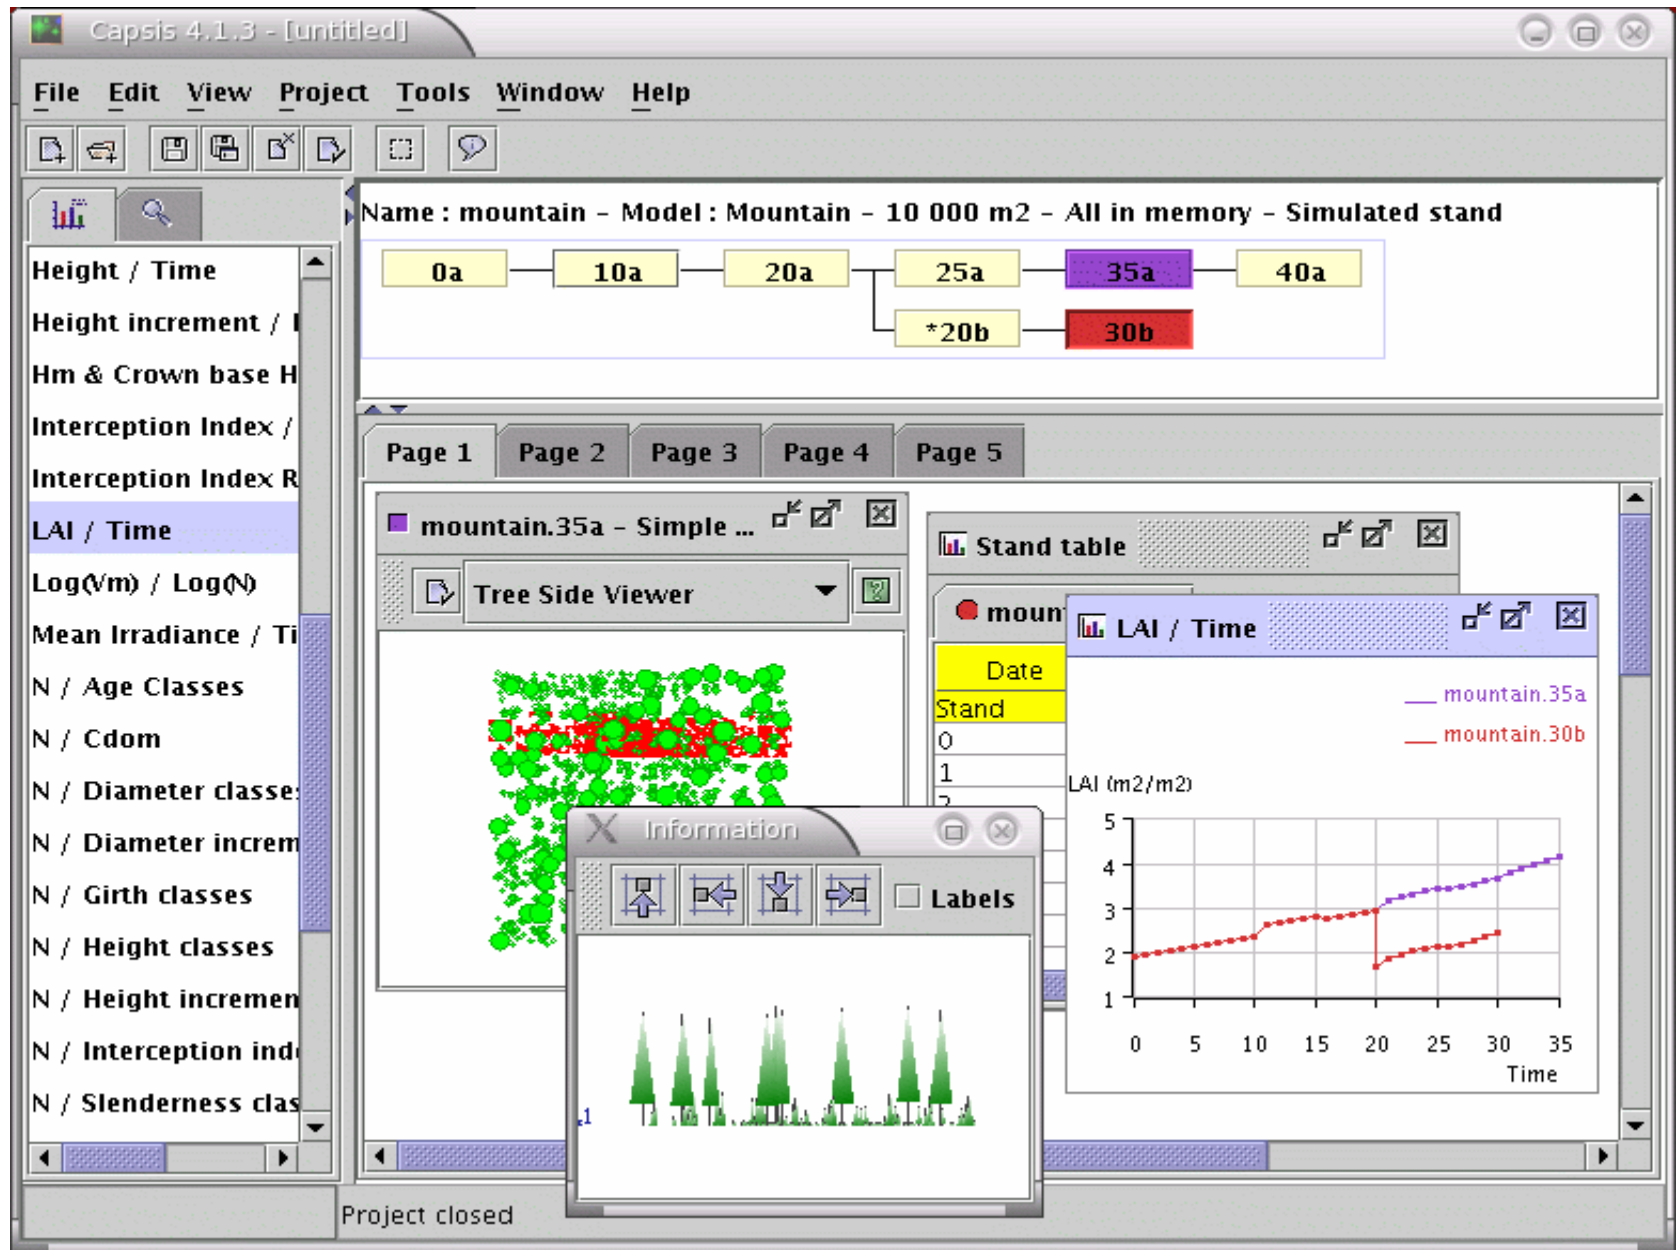 Capsis 4.1.3 - [untitled]
File Edit View Project Tools Window Help
Name : mountain - Model : Mountain - 10 000 m2 - All in memory - Simulated stand
0a 10a 20a 25a 35a 40a
*20b 30b
Height / Time
Height increment /
Hm & Crown base H
Interception Index /
Interception Index R
LAI / Time
Log(Vm) / Log(N)
Mean Irradiance / Ti
N / Age Classes
N / Cdom
N / Diameter classe
N / Diameter increm
N / Girth classes
N / Height classes
N / Height incremen
N / Interception ind
N / Slenderness clas
Page 1 Page 2 Page 3 Page 4 Page 5
mountain.35a - Simple ...
Tree Side Viewer
Stand table
moun
Date
Stand
0
1
2
LAI / Time
mountain.35a
mountain.30b
LAI (m2/m2)
5
4
3
2
1
0 5 10 15 20 25 30 35
Time
Information
Labels
1
Project closed